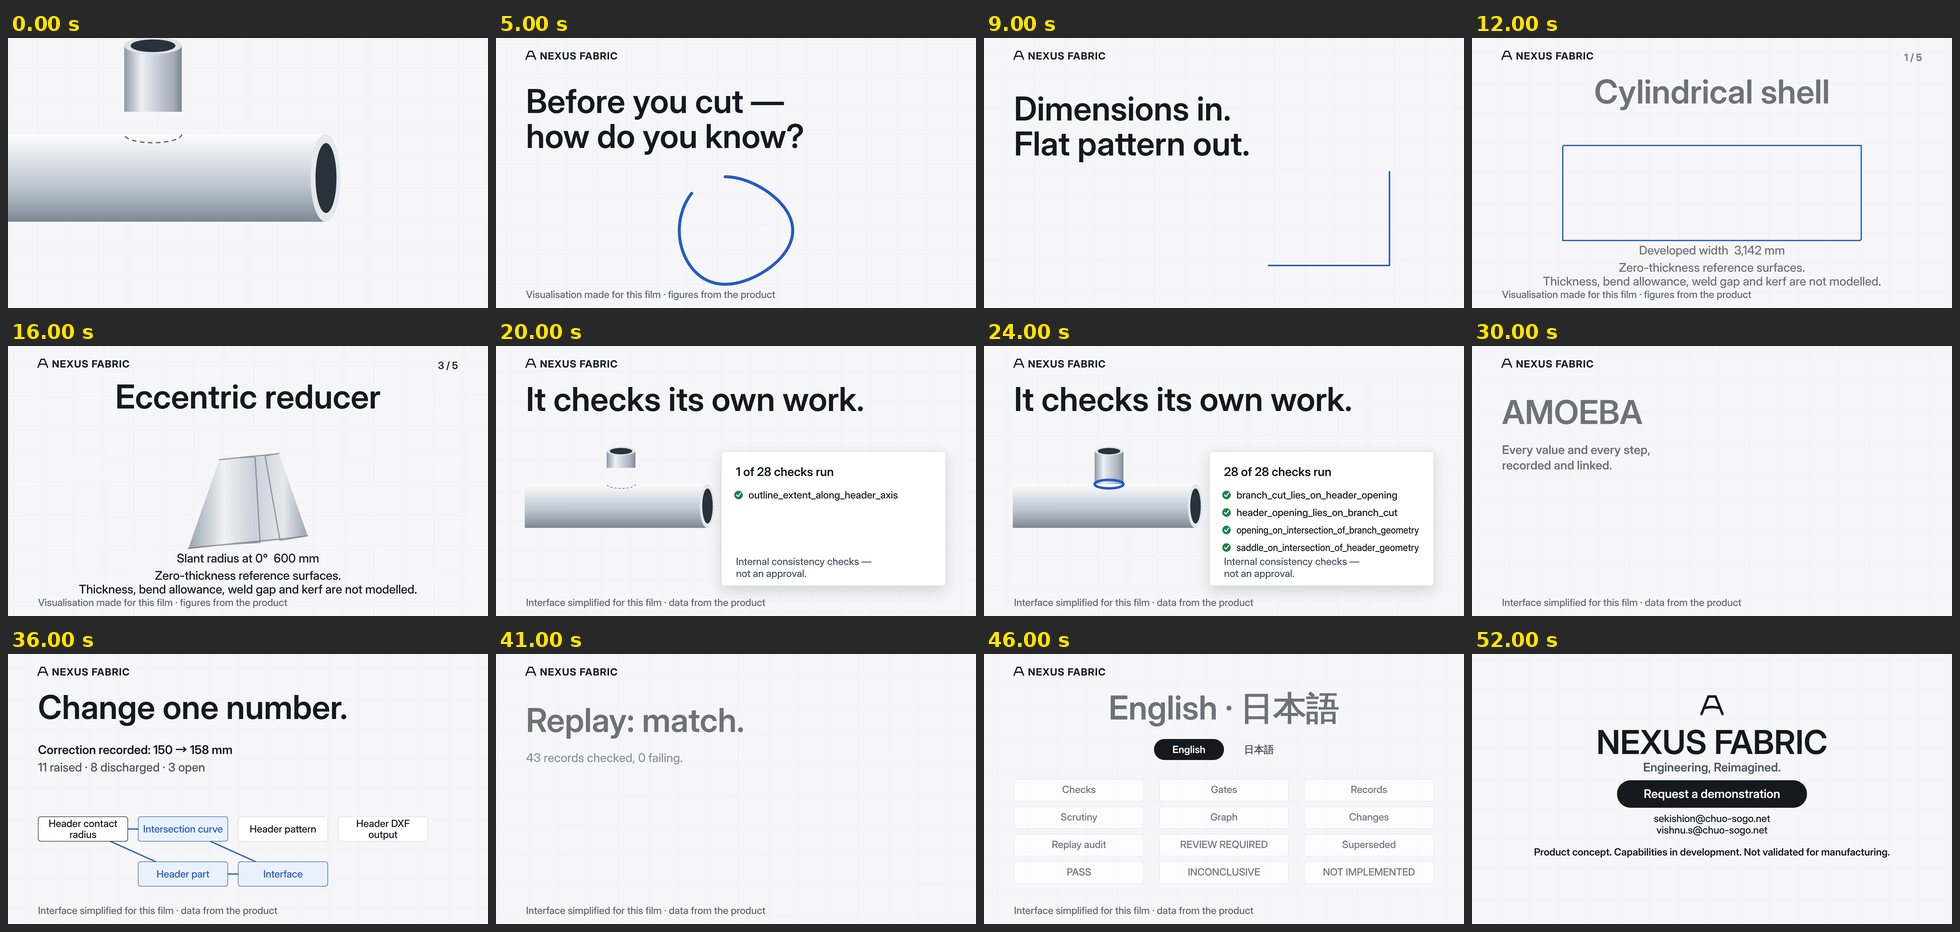 0.00 s
5.00 s
NEXUS FABRIC
Before you cut —
how do you know?
Visualisation made for this film · figures from the product
9.00 s
NEXUS FABRIC
Dimensions in.
Flat pattern out.
12.00 s
NEXUS FABRIC
1 / 5
Cylindrical shell
Developed width 3,142 mm
Zero-thickness reference surfaces.
Thickness, bend allowance, weld gap and kerf are not modelled.
Visualisation made for this film · figures from the product
16.00 s
NEXUS FABRIC
3 / 5
Eccentric reducer
Slant radius at 0° 600 mm
Zero-thickness reference surfaces.
Thickness, bend allowance, weld gap and kerf are not modelled.
Visualisation made for this film · figures from the product
20.00 s
NEXUS FABRIC
It checks its own work.
1 of 28 checks run
outline_extent_along_header_axis
Internal consistency checks —
not an approval.
Interface simplified for this film · data from the product
24.00 s
NEXUS FABRIC
It checks its own work.
28 of 28 checks run
branch_cut_lies_on_header_opening
header_opening_lies_on_branch_cut
opening_on_intersection_of_branch_geometry
saddle_on_intersection_of_header_geometry
Internal consistency checks —
not an approval.
Interface simplified for this film · data from the product
30.00 s
NEXUS FABRIC
AMOEBA
Every value and every step,
recorded and linked.
Interface simplified for this film · data from the product
36.00 s
NEXUS FABRIC
Change one number.
Correction recorded: 150 → 158 mm
11 raised · 8 discharged · 3 open
Header contact
radius
Intersection curve
Header pattern
Header DXF
output
Header part
Interface
Interface simplified for this film · data from the product
41.00 s
NEXUS FABRIC
Replay: match.
43 records checked, 0 failing.
Interface simplified for this film · data from the product
46.00 s
NEXUS FABRIC
English · 日本語
English
日本語
Checks
Gates
Records
Scrutiny
Graph
Changes
Replay audit
REVIEW REQUIRED
Superseded
PASS
INCONCLUSIVE
NOT IMPLEMENTED
Interface simplified for this film · data from the product
52.00 s
NEXUS FABRIC
Engineering, Reimagined.
Request a demonstration
sekishion@chuo-sogo.net
vishnu.s@chuo-sogo.net
Product concept. Capabilities in development. Not validated for manufacturing.